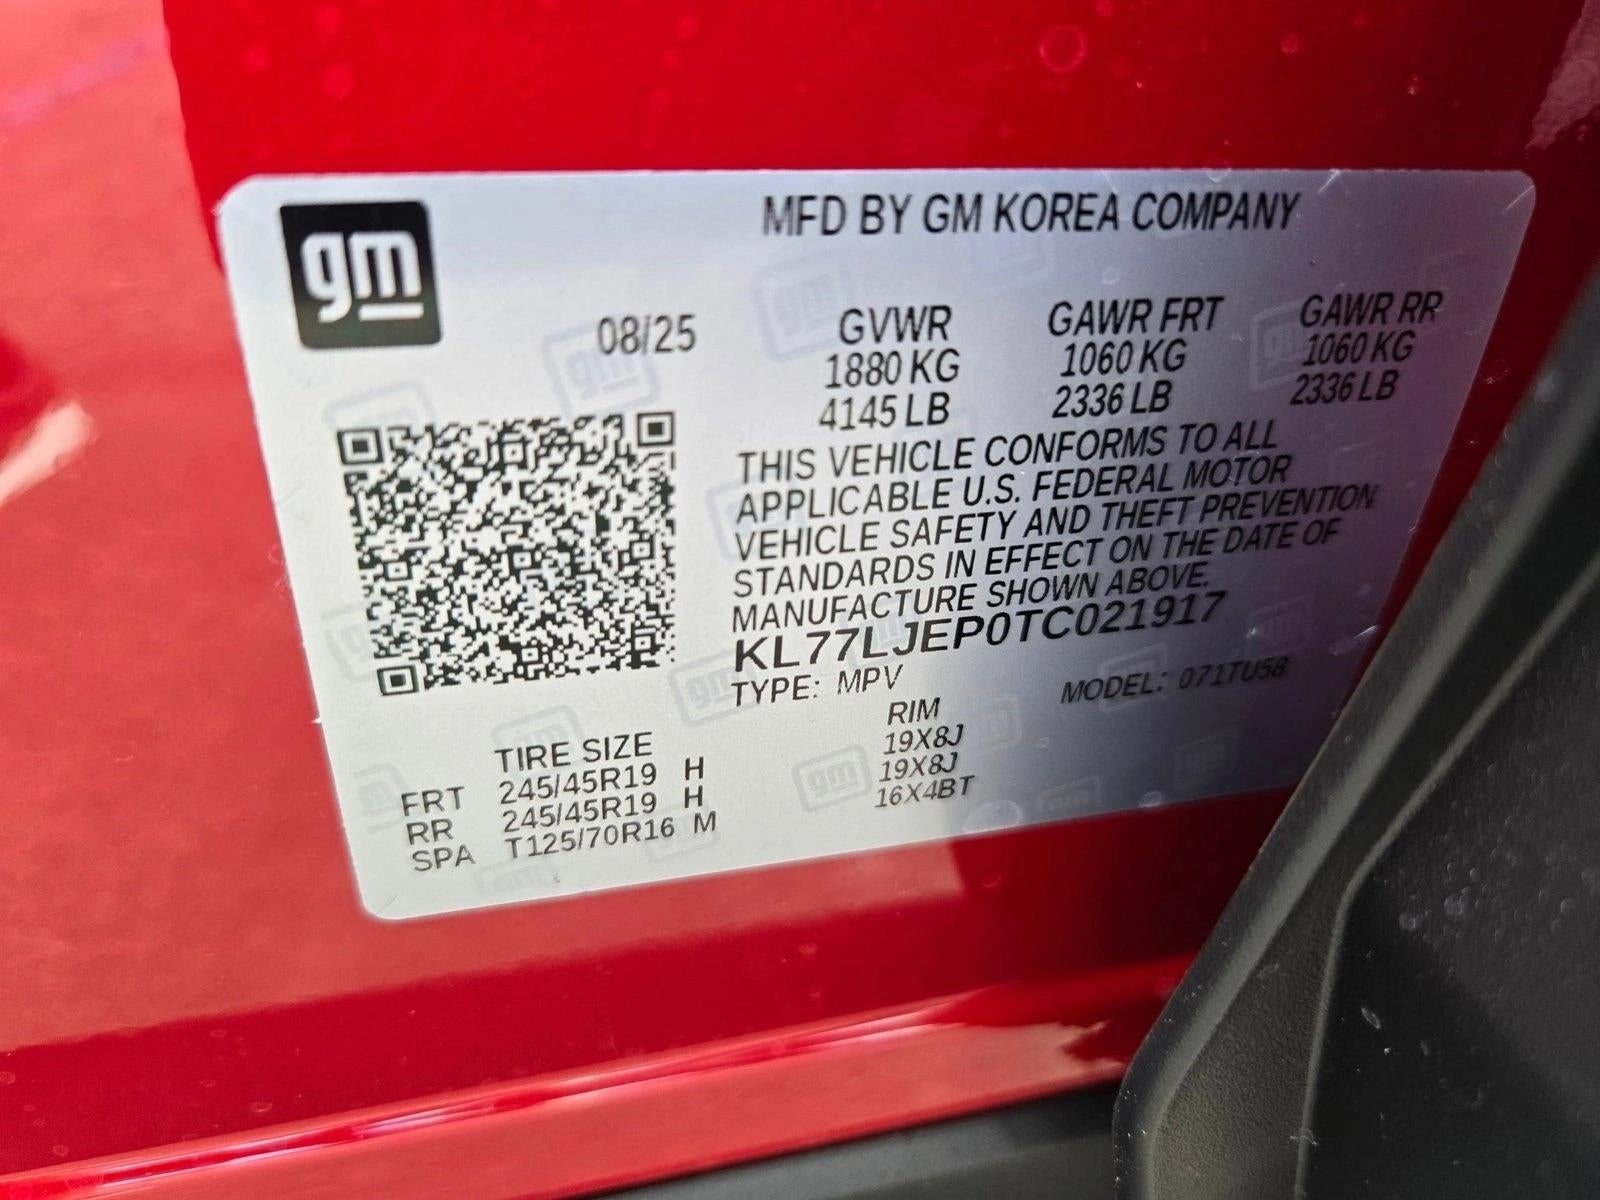 gm
MFD BY GM KOREA COMPANY
08/25
GVWR GAWR FRT GAWR RR
1880 KG 1060 KG 1060 KG
4145 LB 2336 LB 2336 LB
THIS VEHICLE CONFORMS TO ALL
APPLICABLE U.S. FEDERAL MOTOR
VEHICLE SAFETY AND THEFT PREVENTION
STANDARDS IN EFFECT ON THE DATE OF
MANUFACTURE SHOWN ABOVE.
KL77LJEP0TC021917
TYPE: MPV MODEL: 071TU58
TIRE SIZE RIM
FRT 245/45R19 H 19X8J
RR 245/45R19 H 19X8J
SPA T125/70R16 M 16X4BT